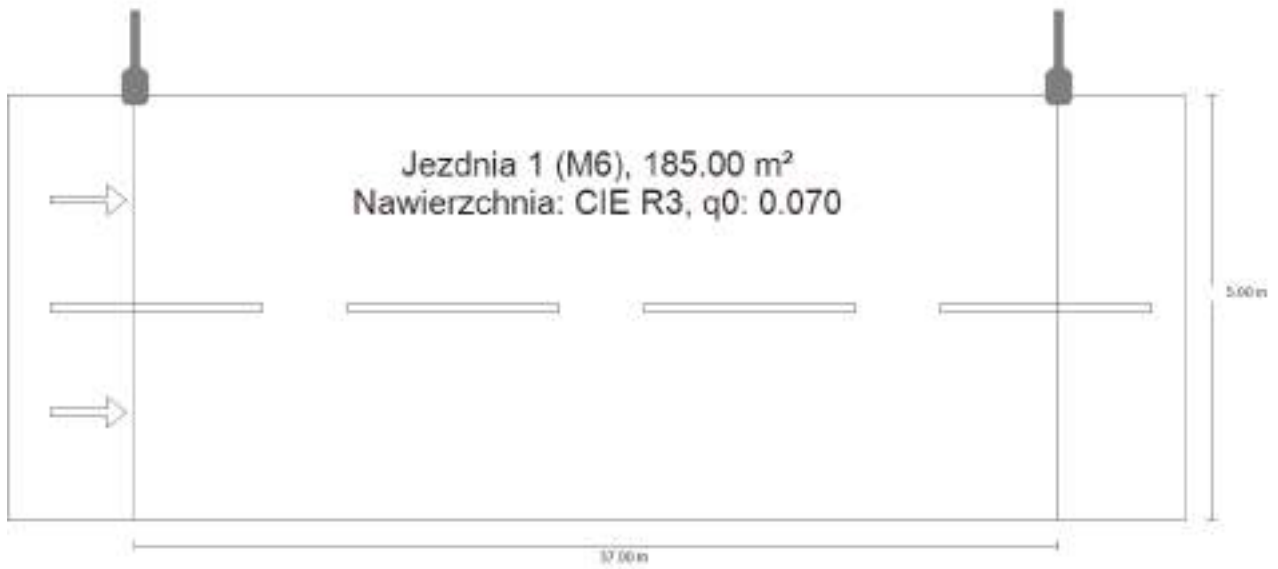 Jezdnia 1 (M6), 185.00 m²
Nawierzchnia: CIE R3, q0: 0.070
5.00 m
37.00 m